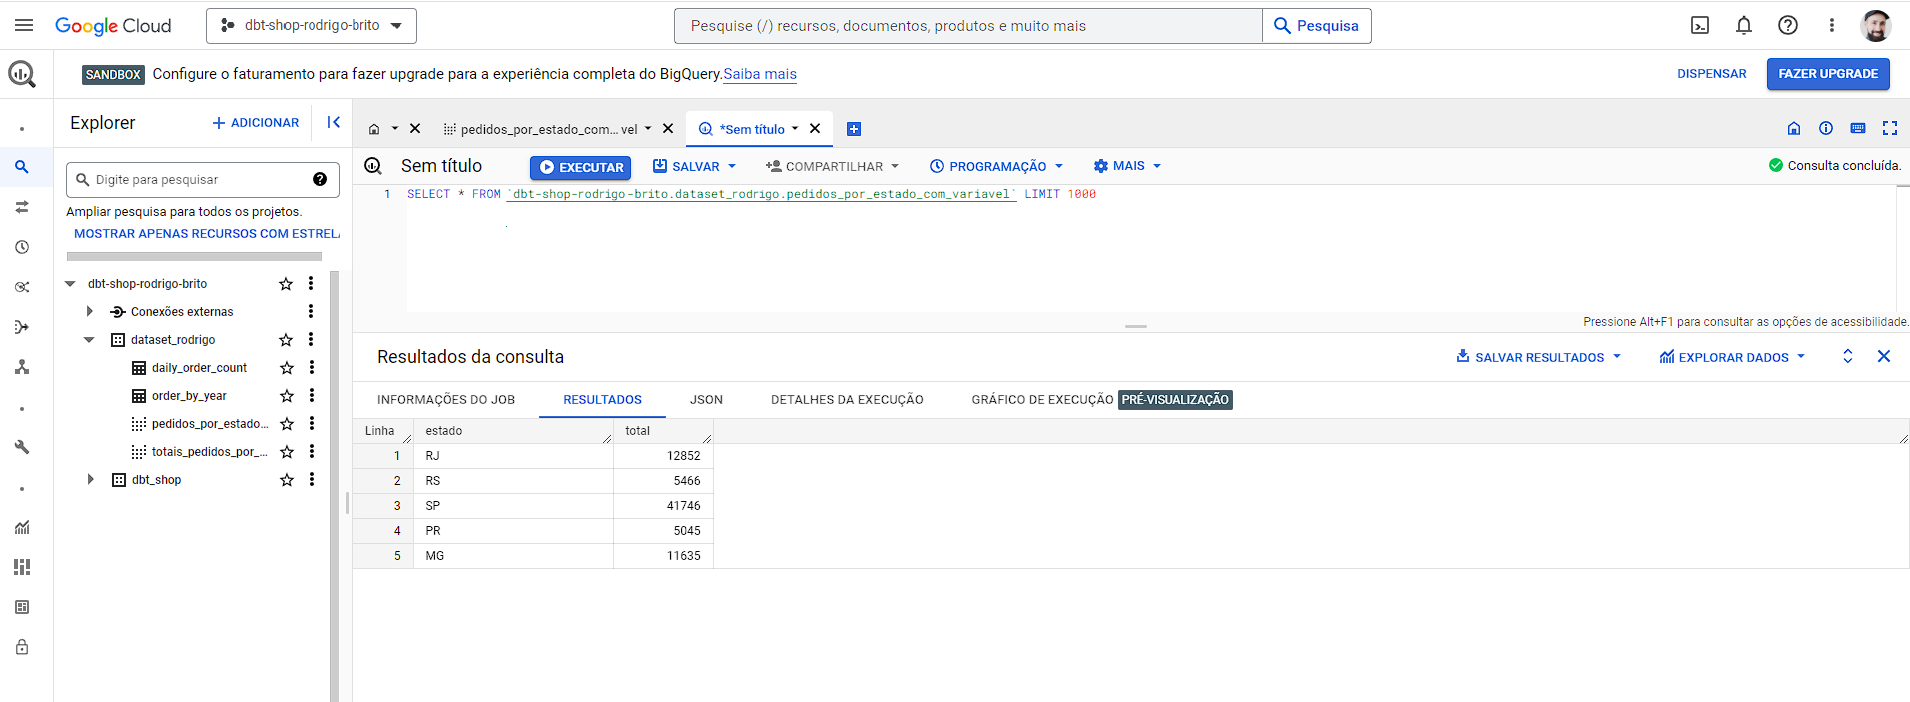 Google Cloud
dbt-shop-rodrigo-brito
Pesquise (/) recursos, documentos, produtos e muito mais
Pesquisa
SANDBOX Configure o faturamento para fazer upgrade para a experiência completa do BigQuery. Saiba mais
DISPENSAR
FAZER UPGRADE
Explorer
ADICIONAR
pedidos_por_estado_com... vel
*Sem título
Digite para pesquisar
Ampliar pesquisa para todos os projetos.
MOSTRAR APENAS RECURSOS COM ESTREL
dbt-shop-rodrigo-brito
Conexões externas
dataset_rodrigo
daily_order_count
order_by_year
pedidos_por_estado...
totais_pedidos_por_...
dbt_shop
Sem título
EXECUTAR
SALVAR
COMPARTILHAR
PROGRAMAÇÃO
MAIS
Consulta concluída.
1 SELECT * FROM `dbt-shop-rodrigo-brito.dataset_rodrigo.pedidos_por_estado_com_variavel` LIMIT 1000
Pressione Alt+F1 para consultar as opções de acessibilidade.
Resultados da consulta
SALVAR RESULTADOS
EXPLORAR DADOS
INFORMAÇÕES DO JOB
RESULTADOS
JSON
DETALHES DA EXECUÇÃO
GRÁFICO DE EXECUÇÃO PRÉ-VISUALIZAÇÃO
Linha estado total
1 RJ 12852
2 RS 5466
3 SP 41746
4 PR 5045
5 MG 11635